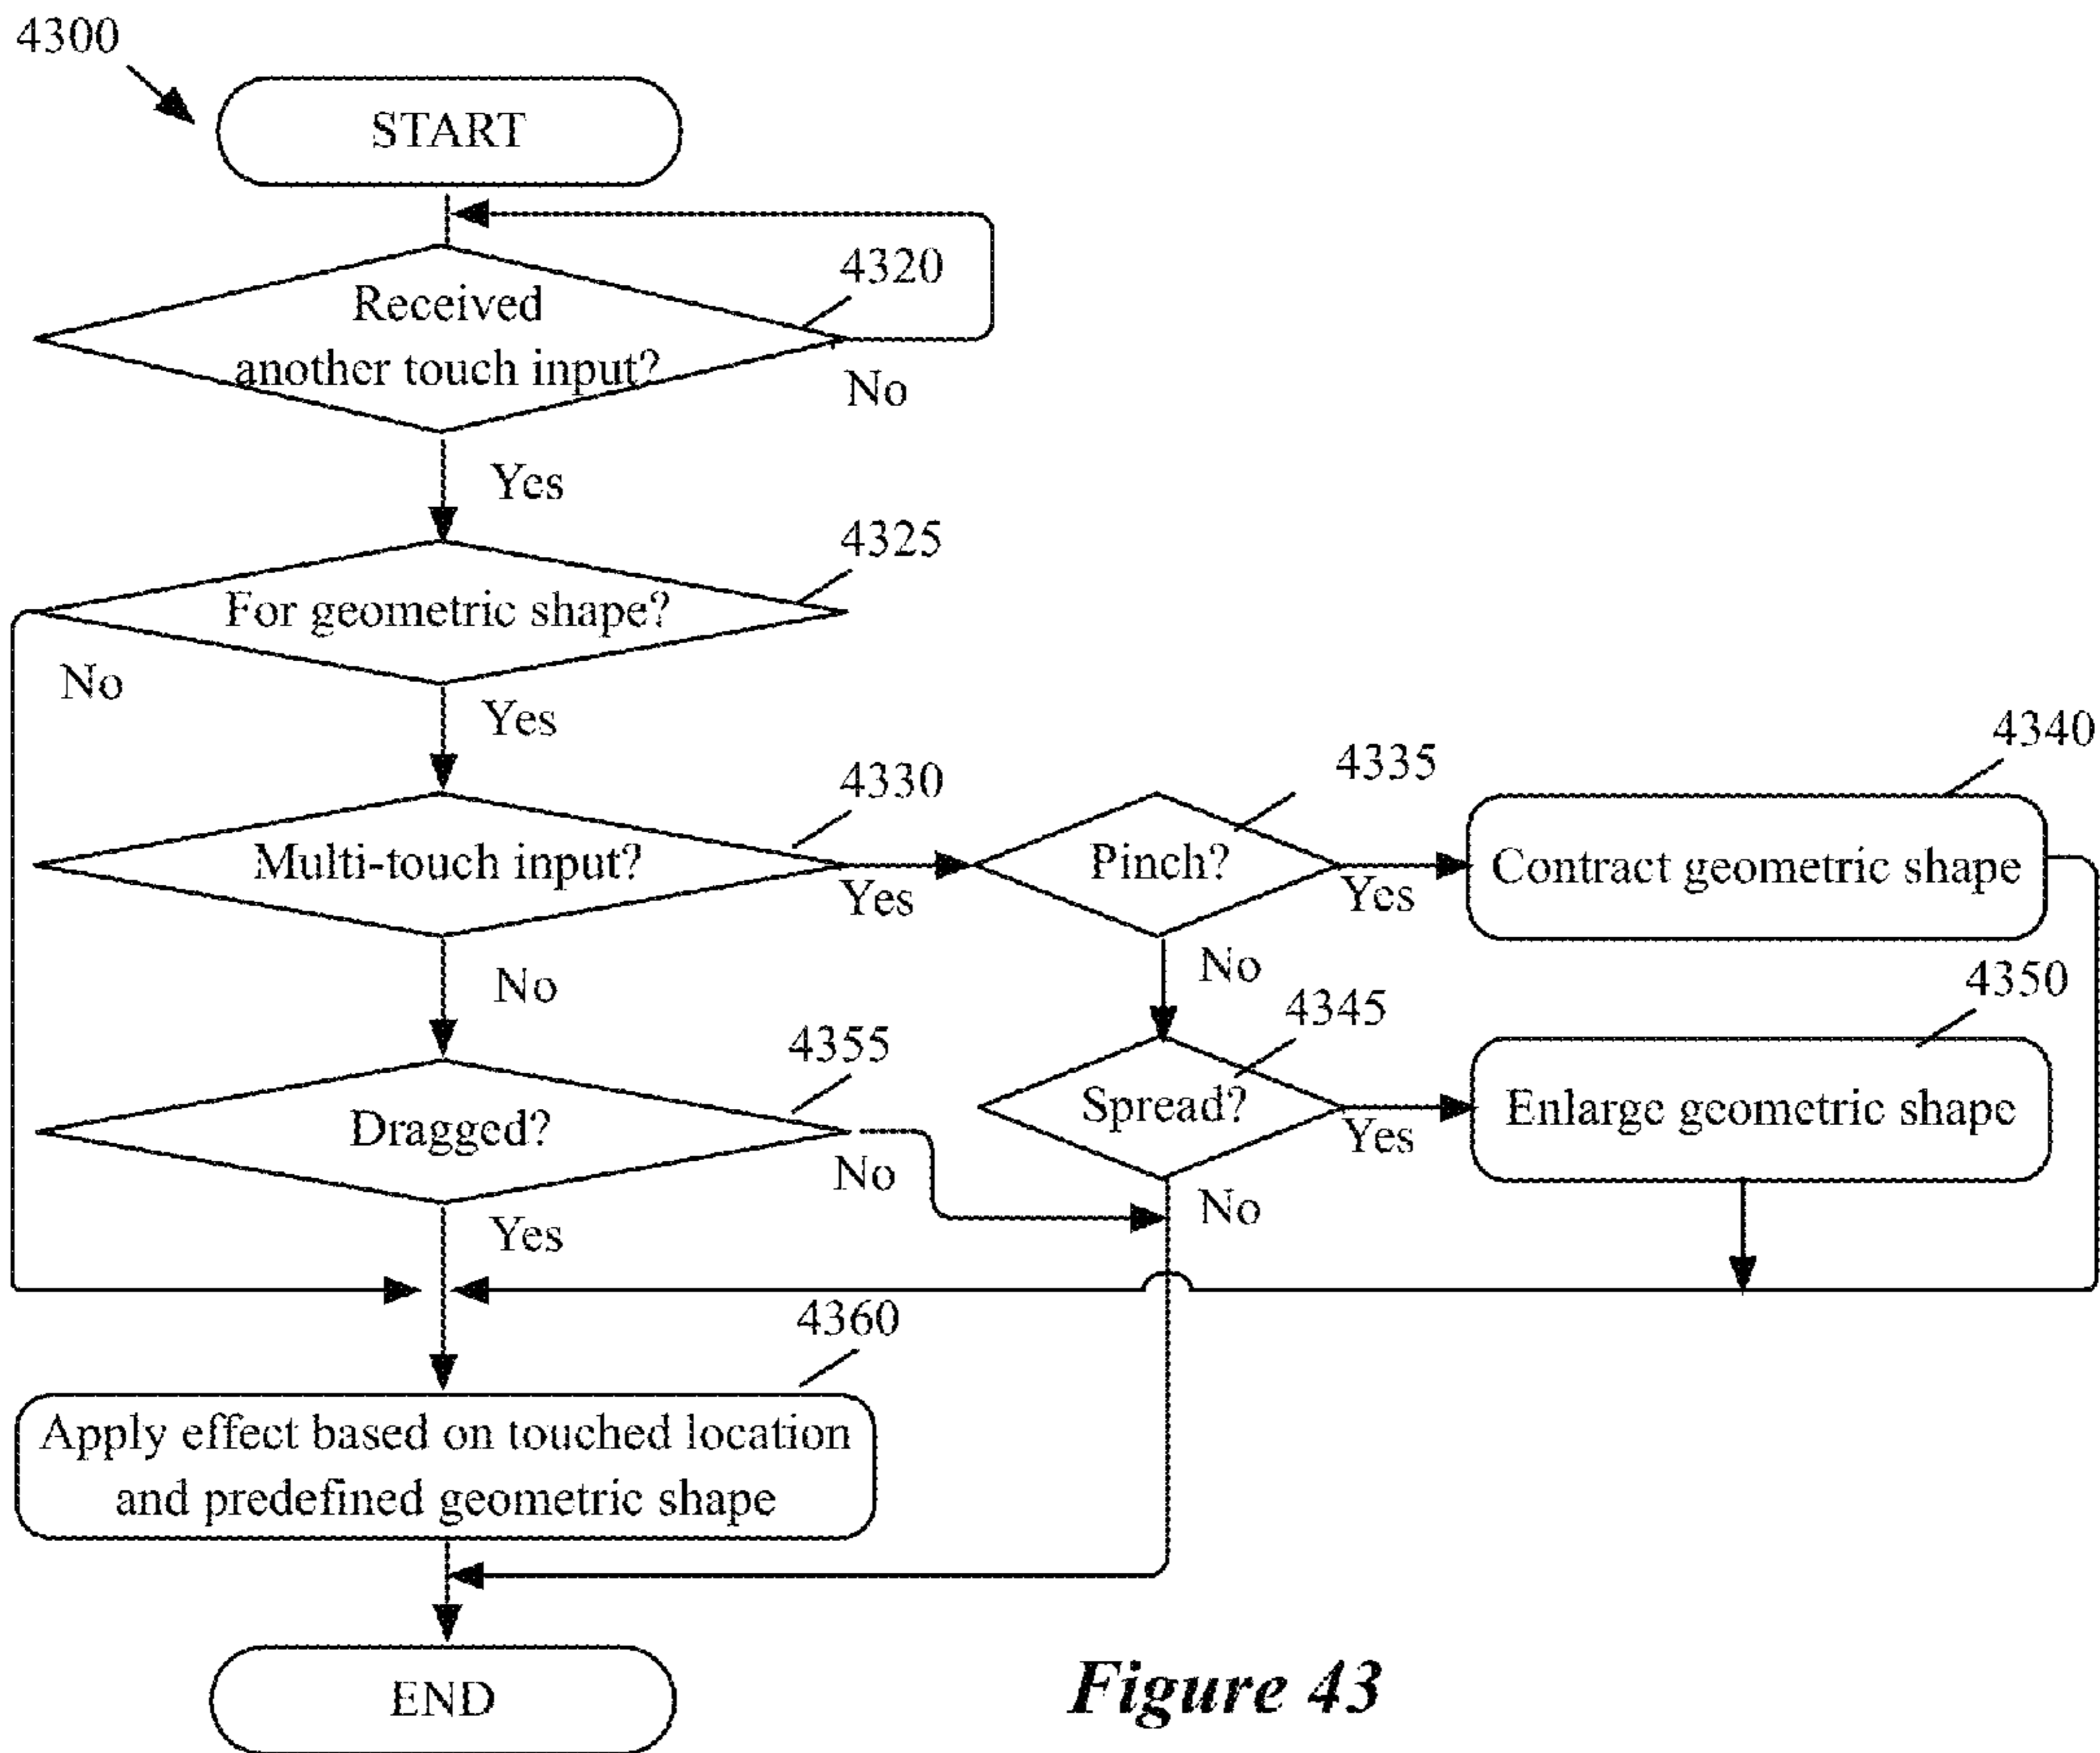 4300
START
4320
Received
another touch input?
No
Yes
4325
For geometric shape?
No
Yes
4330
Multi-touch input?
Yes
4335
Pinch?
Yes
4340
Contract geometric shape
No
No
4355
Dragged?
No
Yes
4345
Spread?
Yes
No
4350
Enlarge geometric shape
4360
Apply effect based on touched location
and predefined geometric shape
END
Figure 43